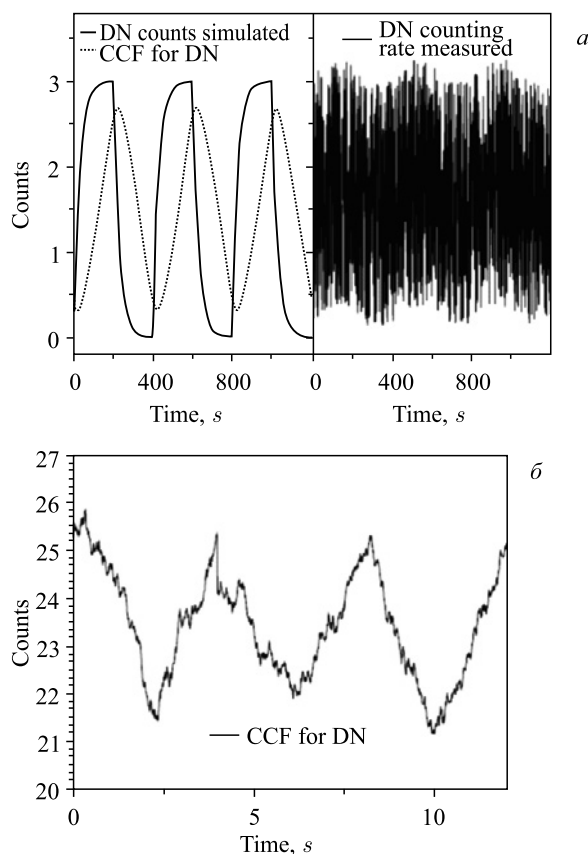 DN counts simulated
CCF for DN
DN counting
rate measured
а
3
2
1
0
Counts
0 400 800
0 400 800
Time, s
Time, s
б
27
26
25
24
23
22
21
20
Counts
CCF for DN
0 5 10
Time, s